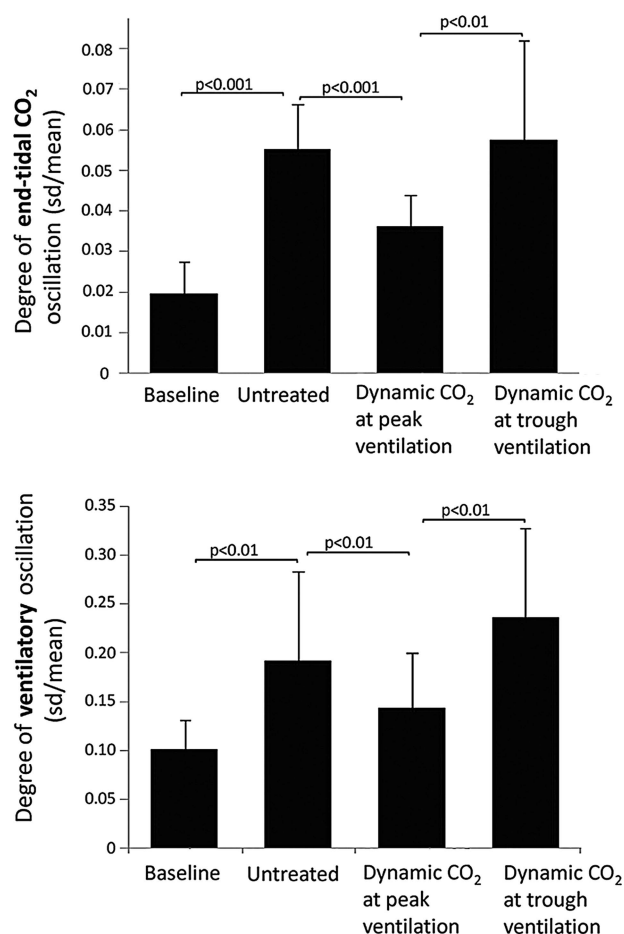 Degree of end-tidal CO₂
oscillation (sd/mean)
0.08
0.07
0.06
0.05
0.04
0.03
0.02
0.01
0
p<0.001
p<0.001
p<0.01
Baseline
Untreated
Dynamic CO₂
at peak
ventilation
Dynamic CO₂
at trough
ventilation
Degree of ventilatory oscillation
(sd/mean)
0.35
0.30
0.25
0.20
0.15
0.10
0.05
0
p<0.01
p<0.01
p<0.01
Baseline
Untreated
Dynamic CO₂
at peak
ventilation
Dynamic CO₂
at trough
ventilation